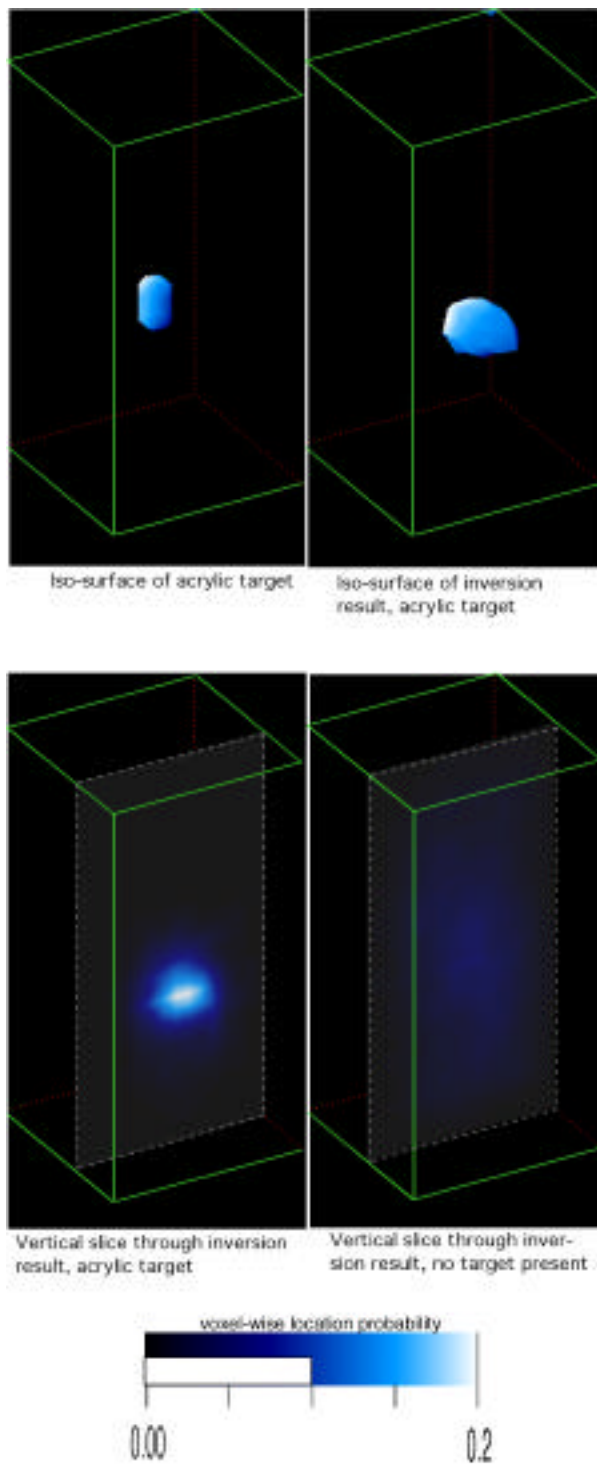 Iso-surface of acrylic target
Iso-surface of inversion
result, acrylic target
Vertical slice through inversion
result, acrylic target
Vertical slice through inver-
sion result, no target present
voxel-wise location probability
0.00
0.2